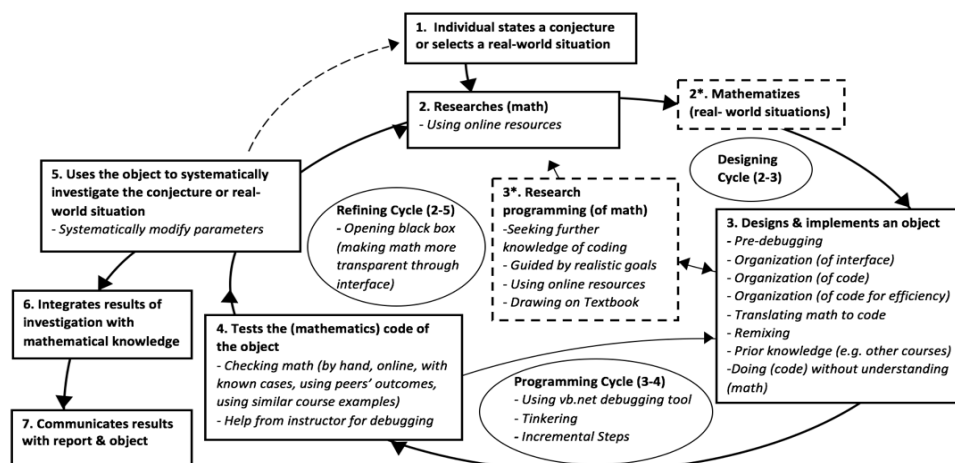 1. Individual states a conjecture
or selects a real-world situation
2. Researches (math)
- Using online resources
2*. Mathematizes
(real- world situations)
Designing
Cycle (2-3)
5. Uses the object to systematically
investigate the conjecture or real-
world situation
- Systematically modify parameters
Refining Cycle (2-5)
- Opening black box
(making math more
transparent through
interface)
3*. Research
programming (of math)
-Seeking further
knowledge of coding
- Guided by realistic goals
- Using online resources
- Drawing on Textbook
3. Designs & implements an object
- Pre-debugging
- Organization (of interface)
- Organization (of code)
- Organization (of code for efficiency)
-Translating math to code
- Remixing
- Prior knowledge (e.g. other courses)
-Doing (code) without understanding
(math)
6. Integrates results of
investigation with
mathematical knowledge
4. Tests the (mathematics) code of
the object
- Checking math (by hand, online, with
known cases, using peers' outcomes,
using similar course examples)
- Help from instructor for debugging
Programming Cycle (3-4)
- Using vb.net debugging tool
- Tinkering
- Incremental Steps
7. Communicates results
with report & object